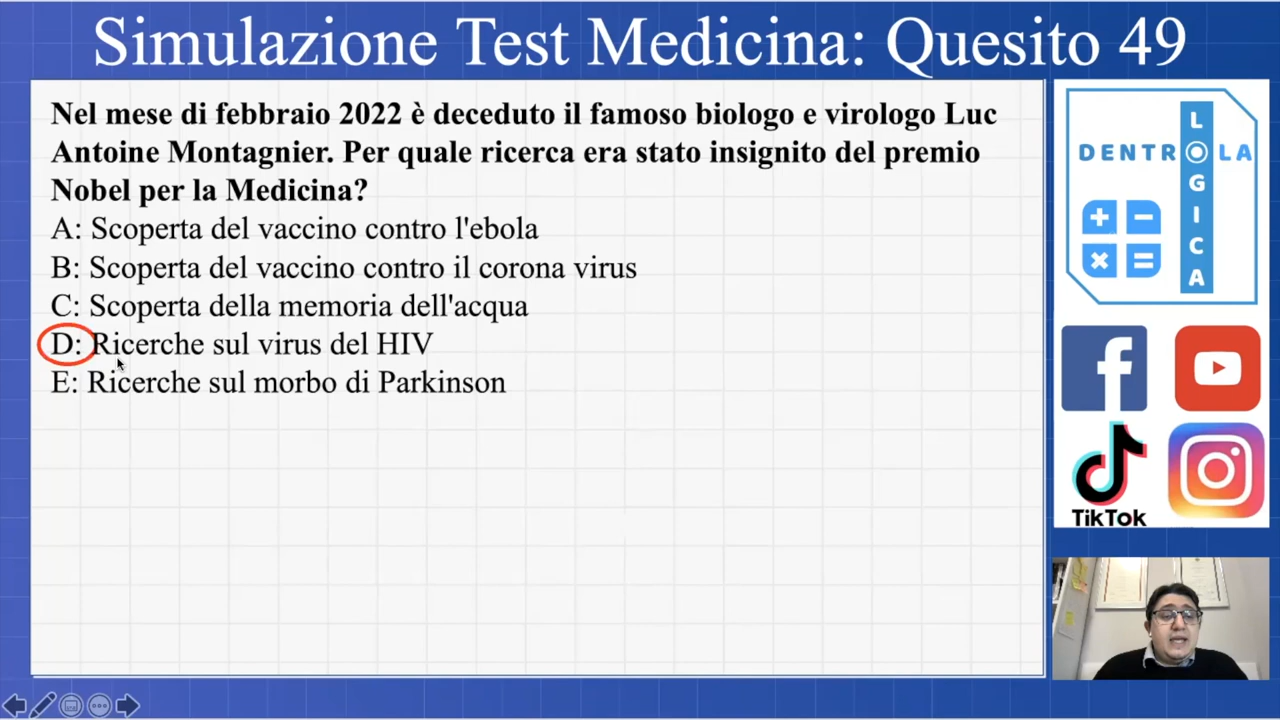 Simulazione Test Medicina: Quesito 49
Nel mese di febbraio 2022 è deceduto il famoso biologo e virologo Luc
Antoine Montagnier. Per quale ricerca era stato insignito del premio
Nobel per la Medicina?
A: Scoperta del vaccino contro l'ebola
B: Scoperta del vaccino contro il corona virus
C: Scoperta della memoria dell'acqua
D: Ricerche sul virus del HIV
E: Ricerche sul morbo di Parkinson
DENTRO LA
LOGICA
TikTok